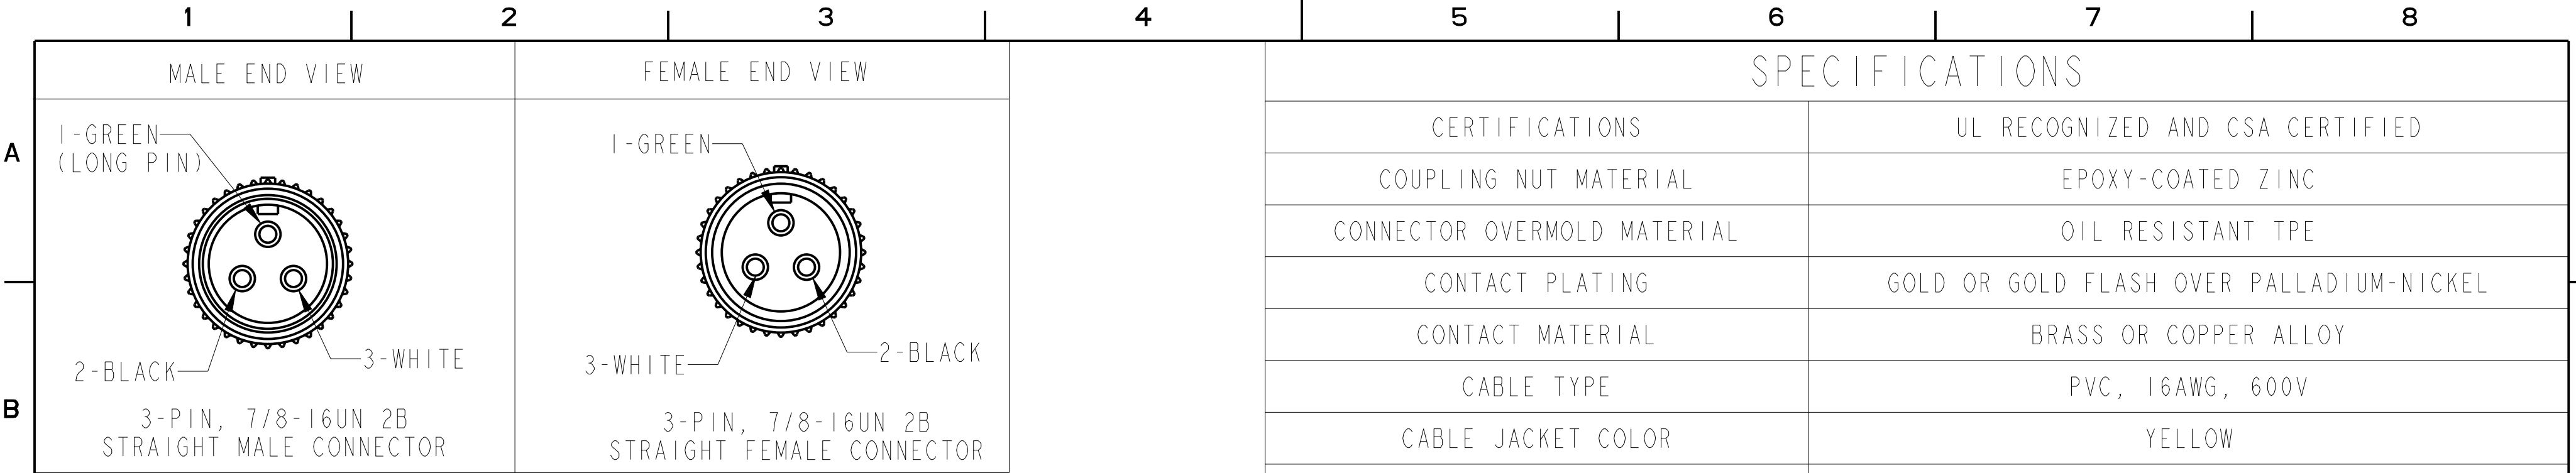 1 2 3 4 5 6 7 8
A
B
MALE END VIEW
1-GREEN
(LONG PIN)
2-BLACK
3-WHITE
3-PIN, 7/8-16UN 2B
STRAIGHT MALE CONNECTOR
FEMALE END VIEW
1-GREEN
3-WHITE
2-BLACK
3-PIN, 7/8-16UN 2B
STRAIGHT FEMALE CONNECTOR
SPECIFICATIONS
CERTIFICATIONS UL RECOGNIZED AND CSA CERTIFIED
COUPLING NUT MATERIAL EPOXY-COATED ZINC
CONNECTOR OVERMOLD MATERIAL OIL RESISTANT TPE
CONTACT PLATING GOLD OR GOLD FLASH OVER PALLADIUM-NICKEL
CONTACT MATERIAL BRASS OR COPPER ALLOY
CABLE TYPE PVC, 16AWG, 600V
CABLE JACKET COLOR YELLOW